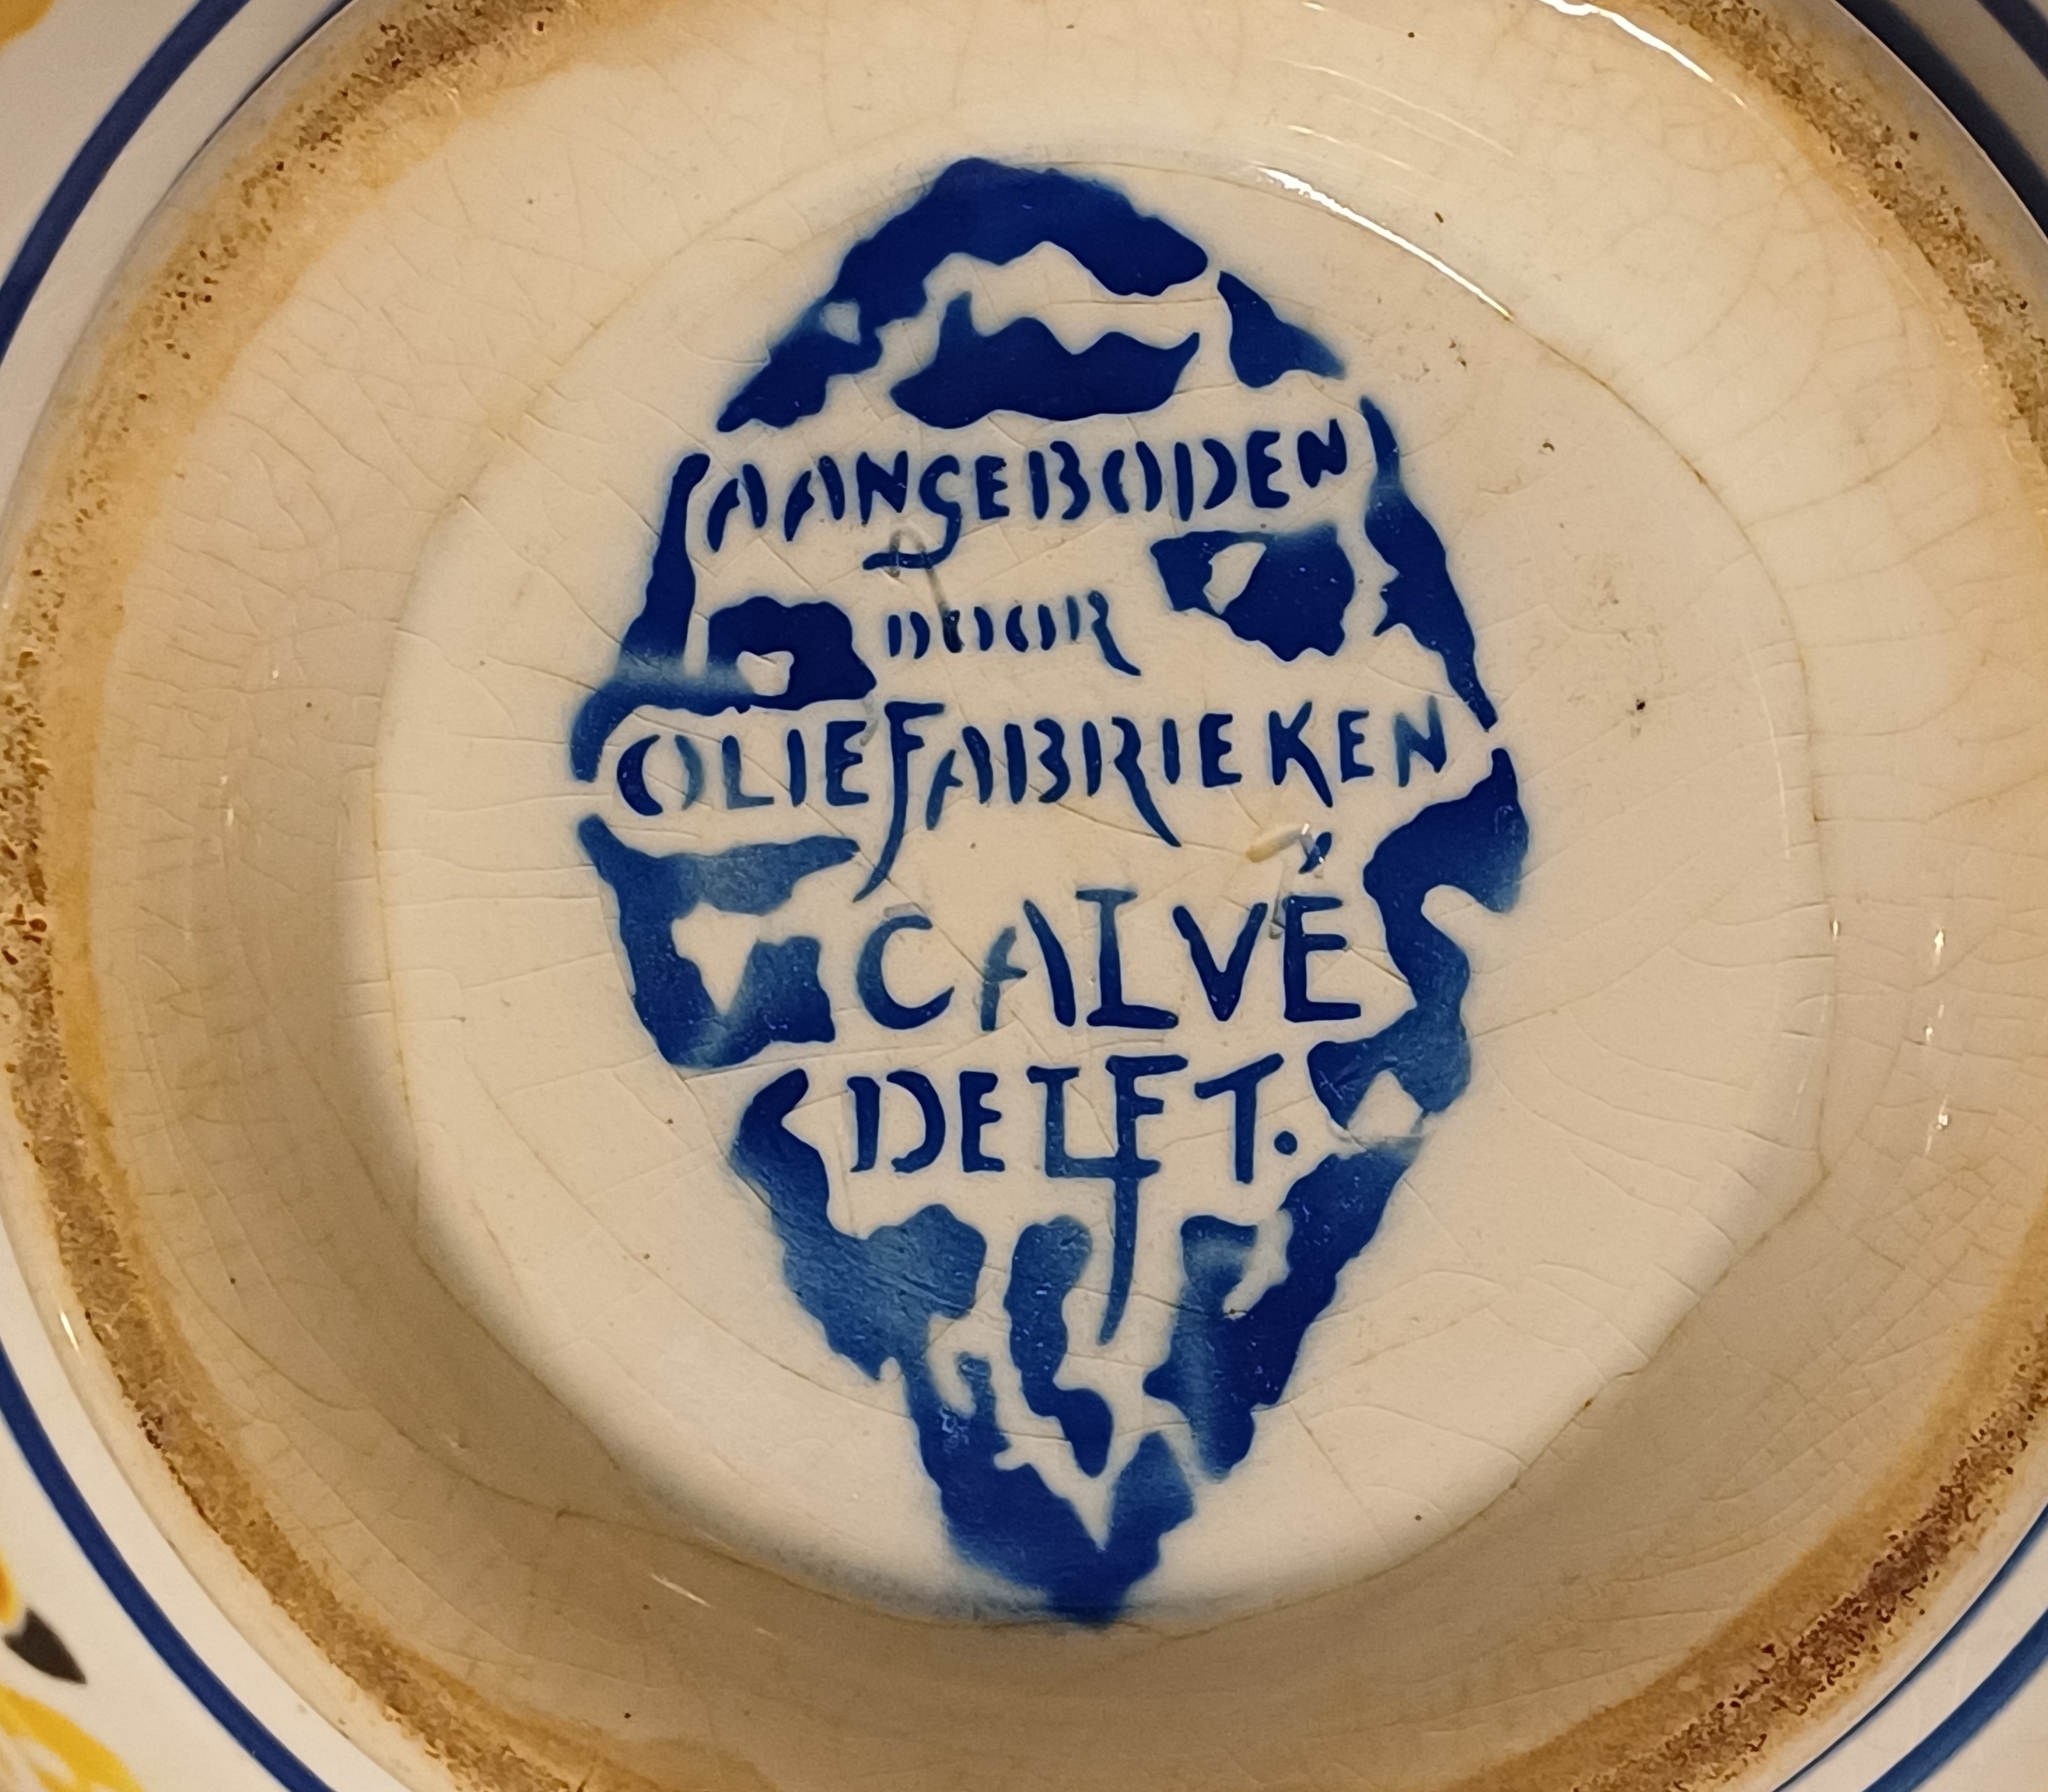 AANGEBODEN
DOOR
OLIEFABRIEKEN
CALVÉ
DELFT.